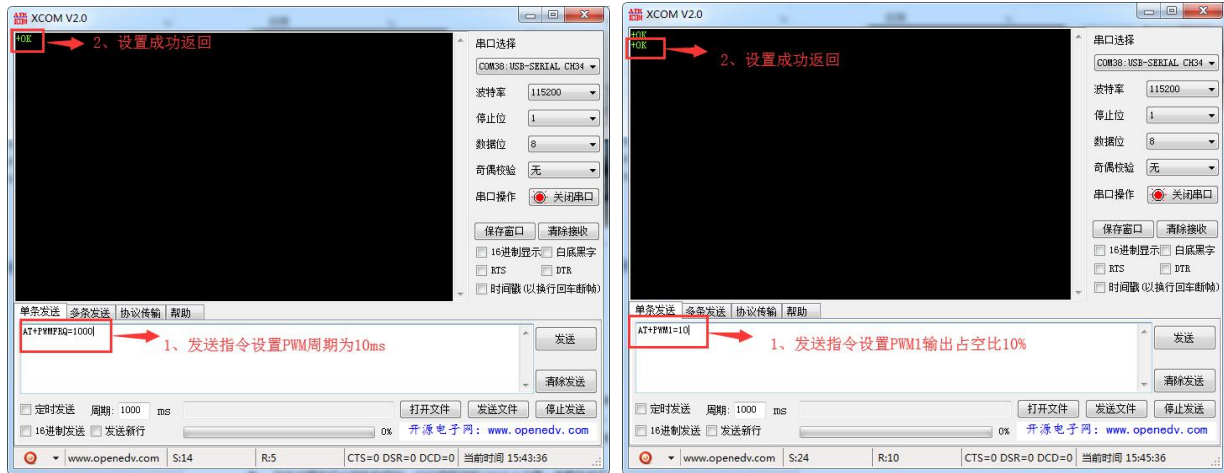 ATK XCOM V2.0
+OK
2、设置成功返回
串口选择
COM38:USB-SERIAL CH34
波特率 115200
停止位 1
数据位 8
奇偶校验 无
串口操作 关闭串口
保存窗口 清除接收
16进制显示 白底黑字
RTS DTR
时间戳(以换行回车断帧)
单条发送 多条发送 协议传输 帮助
AT+PWMFRQ=1000
1、发送指令设置PWM周期为10ms
发送
清除发送
定时发送 周期: 1000 ms 打开文件 发送文件 停止发送
16进制发送 发送新行 0% 开源电子网: www.openedv.com
www.openedv.com S:14 R:5 CTS=0 DSR=0 DCD=0 当前时间 15:43:36
ATK XCOM V2.0
+OK
+OK
2、设置成功返回
串口选择
COM38:USB-SERIAL CH34
波特率 115200
停止位 1
数据位 8
奇偶校验 无
串口操作 关闭串口
保存窗口 清除接收
16进制显示 白底黑字
RTS DTR
时间戳(以换行回车断帧)
单条发送 多条发送 协议传输 帮助
AT+PWM1=10
1、发送指令设置PWM1输出占空比10%
发送
清除发送
定时发送 周期: 1000 ms 打开文件 发送文件 停止发送
16进制发送 发送新行 0% 开源电子网: www.openedv.com
www.openedv.com S:24 R:10 CTS=0 DSR=0 DCD=0 当前时间 15:45:36